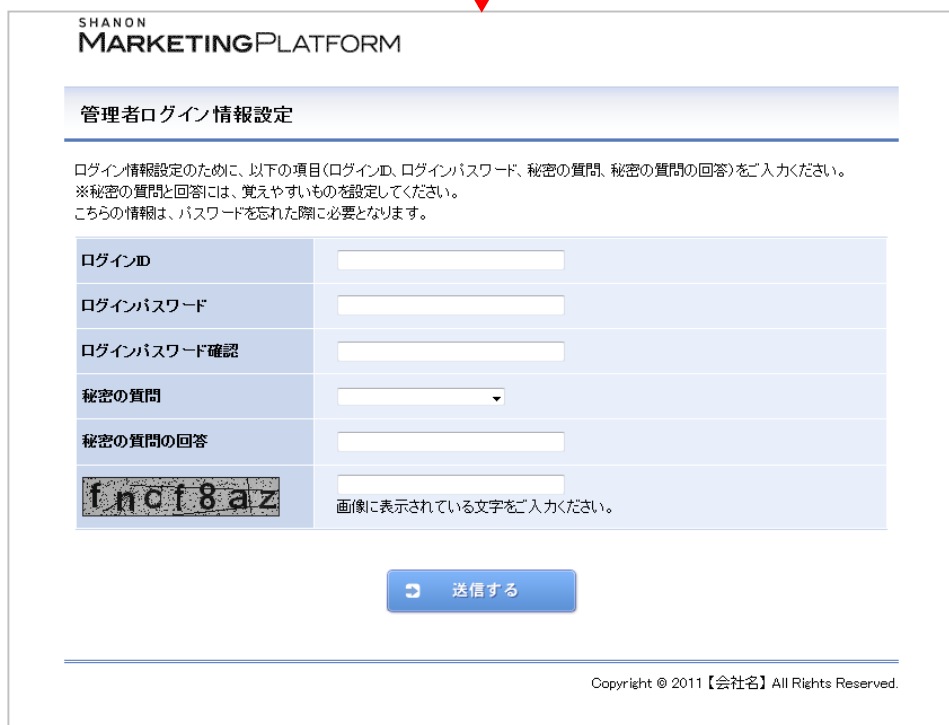 SHANON
MARKETINGPLATFORM
管理者ログイン情報設定
ログイン情報設定のために、以下の項目(ログインID、ログインパスワード、秘密の質問、秘密の質問の回答)をご入力ください。
※秘密の質問と回答には、覚えやすいものを設定してください。
こちらの情報は、パスワードを忘れた際に必要となります。
ログインID
ログインパスワード
ログインパスワード確認
秘密の質問
秘密の質問の回答
fncf8az
画像に表示されている文字をご入力ください。
送信する
Copyright © 2011【会社名】All Rights Reserved.